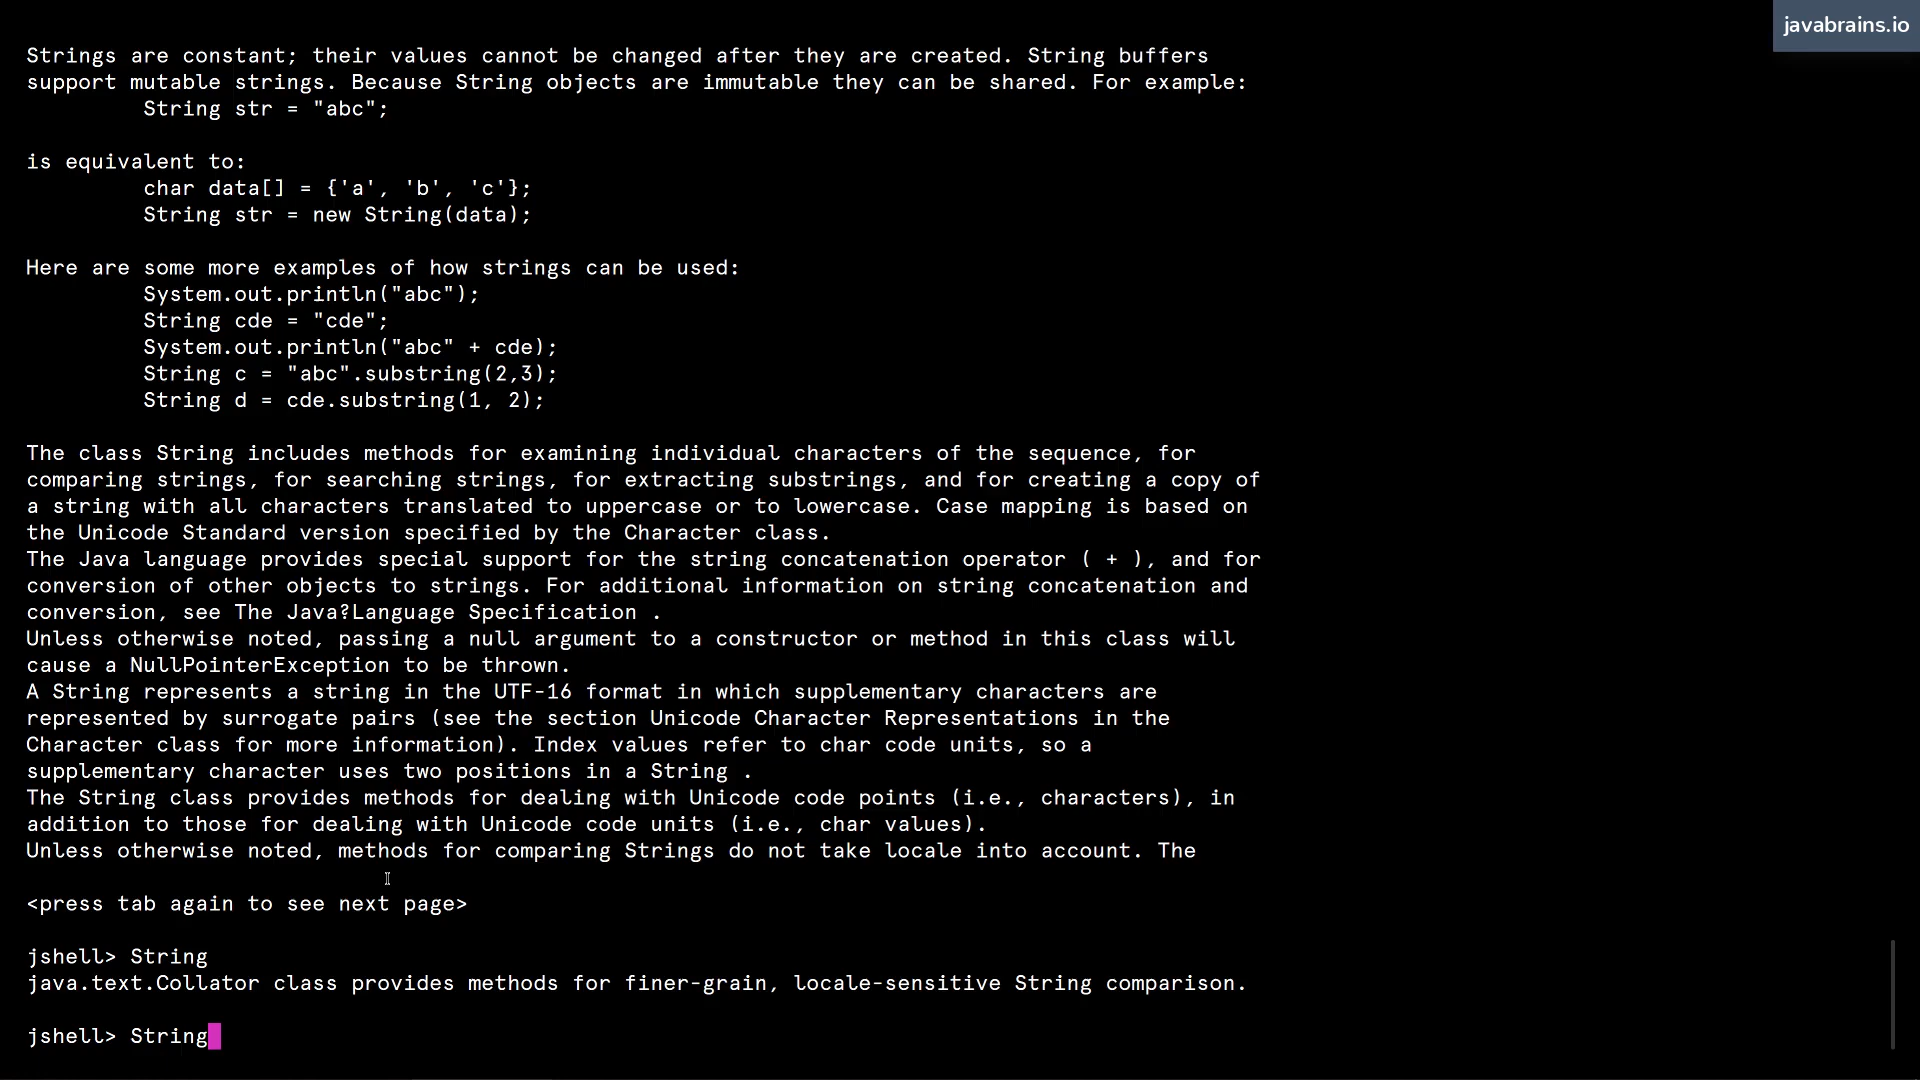 javabrains.io
Strings are constant; their values cannot be changed after they are created. String buffers
support mutable strings. Because String objects are immutable they can be shared. For example:
String str = "abc";
is equivalent to:
char data[] = {'a', 'b', 'c'};
String str = new String(data);
Here are some more examples of how strings can be used:
System.out.println("abc");
String cde = "cde";
System.out.println("abc" + cde);
String c = "abc".substring(2,3);
String d = cde.substring(1, 2);
The class String includes methods for examining individual characters of the sequence, for
comparing strings, for searching strings, for extracting substrings, and for creating a copy of
a string with all characters translated to uppercase or to lowercase. Case mapping is based on
the Unicode Standard version specified by the Character class.
The Java language provides special support for the string concatenation operator ( + ), and for
conversion of other objects to strings. For additional information on string concatenation and
conversion, see The Java?Language Specification .
Unless otherwise noted, passing a null argument to a constructor or method in this class will
cause a NullPointerException to be thrown.
A String represents a string in the UTF-16 format in which supplementary characters are
represented by surrogate pairs (see the section Unicode Character Representations in the
Character class for more information). Index values refer to char code units, so a
supplementary character uses two positions in a String .
The String class provides methods for dealing with Unicode code points (i.e., characters), in
addition to those for dealing with Unicode code units (i.e., char values).
Unless otherwise noted, methods for comparing Strings do not take locale into account. The
<press tab again to see next page>
jshell> String
java.text.Collator class provides methods for finer-grain, locale-sensitive String comparison.
jshell> String